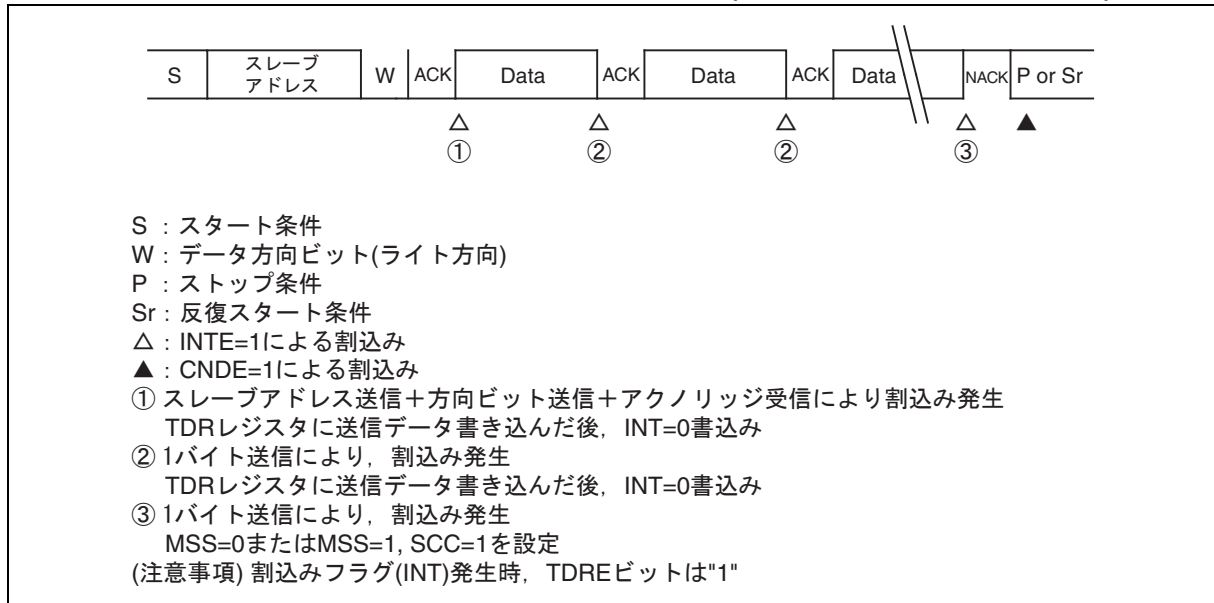 S スレーブ アドレス W ACK Data ACK Data ACK Data NACK P or Sr
△ △ △ △ ▲
① ② ② ③
S : スタート条件
W : データ方向ビット(ライト方向)
P : ストップ条件
Sr : 反復スタート条件
△ : INTE=1による割込み
▲ : CNDE=1による割込み
① スレーブアドレス送信＋方向ビット送信＋アクノリッジ受信により割込み発生
TDRレジスタに送信データ書き込んだ後，INT=0書込み
② 1バイト送信により，割込み発生
TDRレジスタに送信データ書き込んだ後，INT=0書込み
③ 1バイト送信により，割込み発生
MSS=0またはMSS=1, SCC=1を設定
(注意事項) 割込みフラグ(INT)発生時，TDREビットは"1"